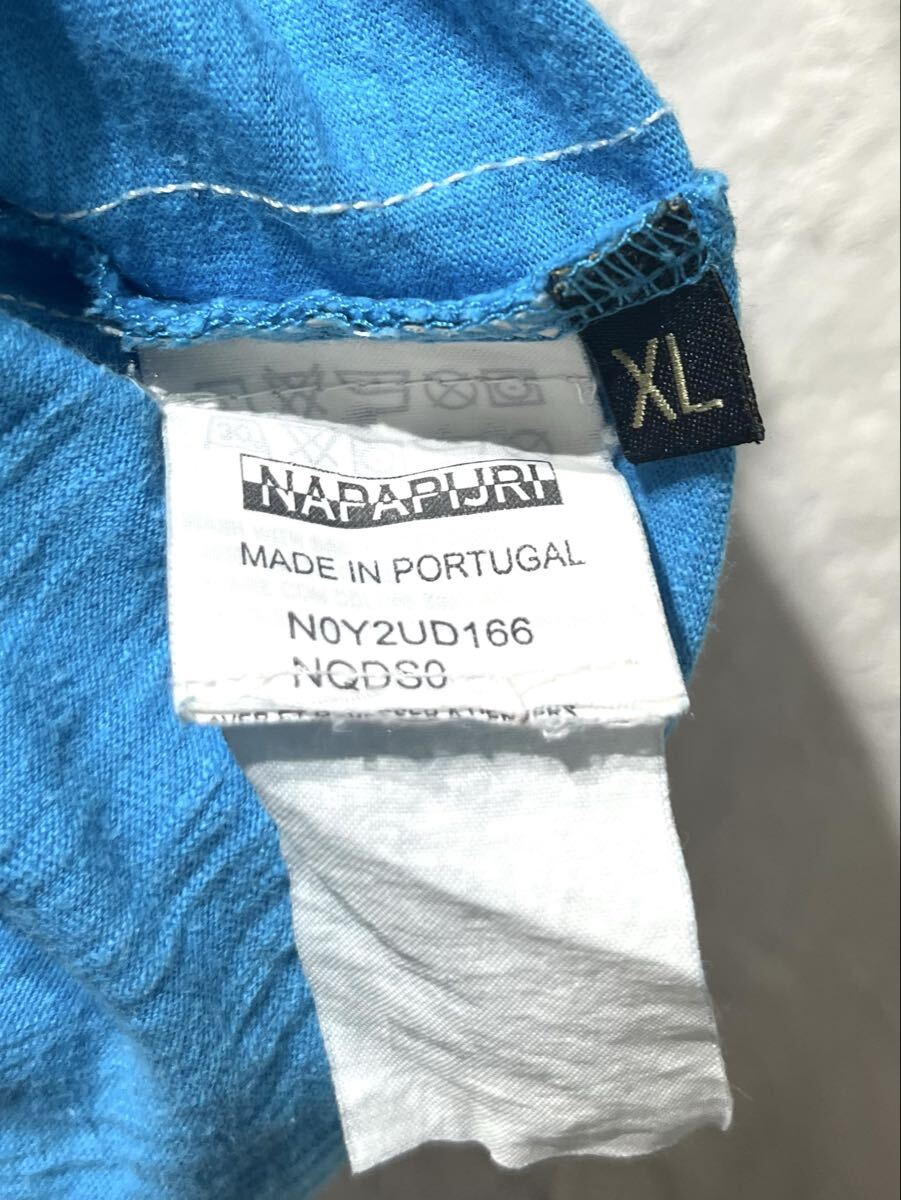 XL
NAPAPIJRI
MADE IN PORTUGAL
N0Y2UD166
NQDS0